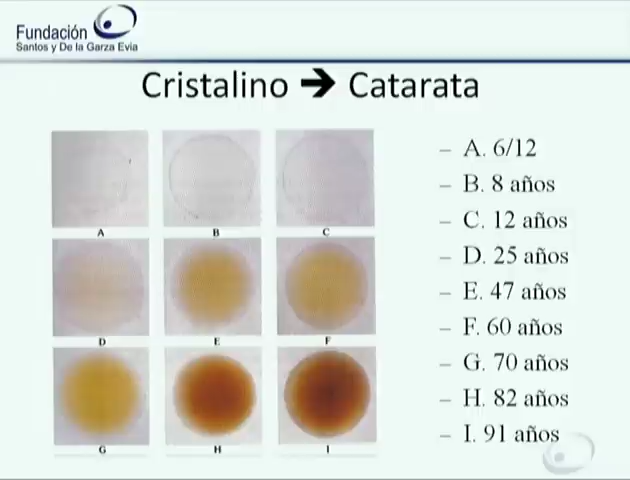 Fundación
Santos y De la Garza Evia
Cristalino ➔ Catarata
A
B
C
D
E
F
G
H
I
– A. 6/12
– B. 8 años
– C. 12 años
– D. 25 años
– E. 47 años
– F. 60 años
– G. 70 años
– H. 82 años
– I. 91 años